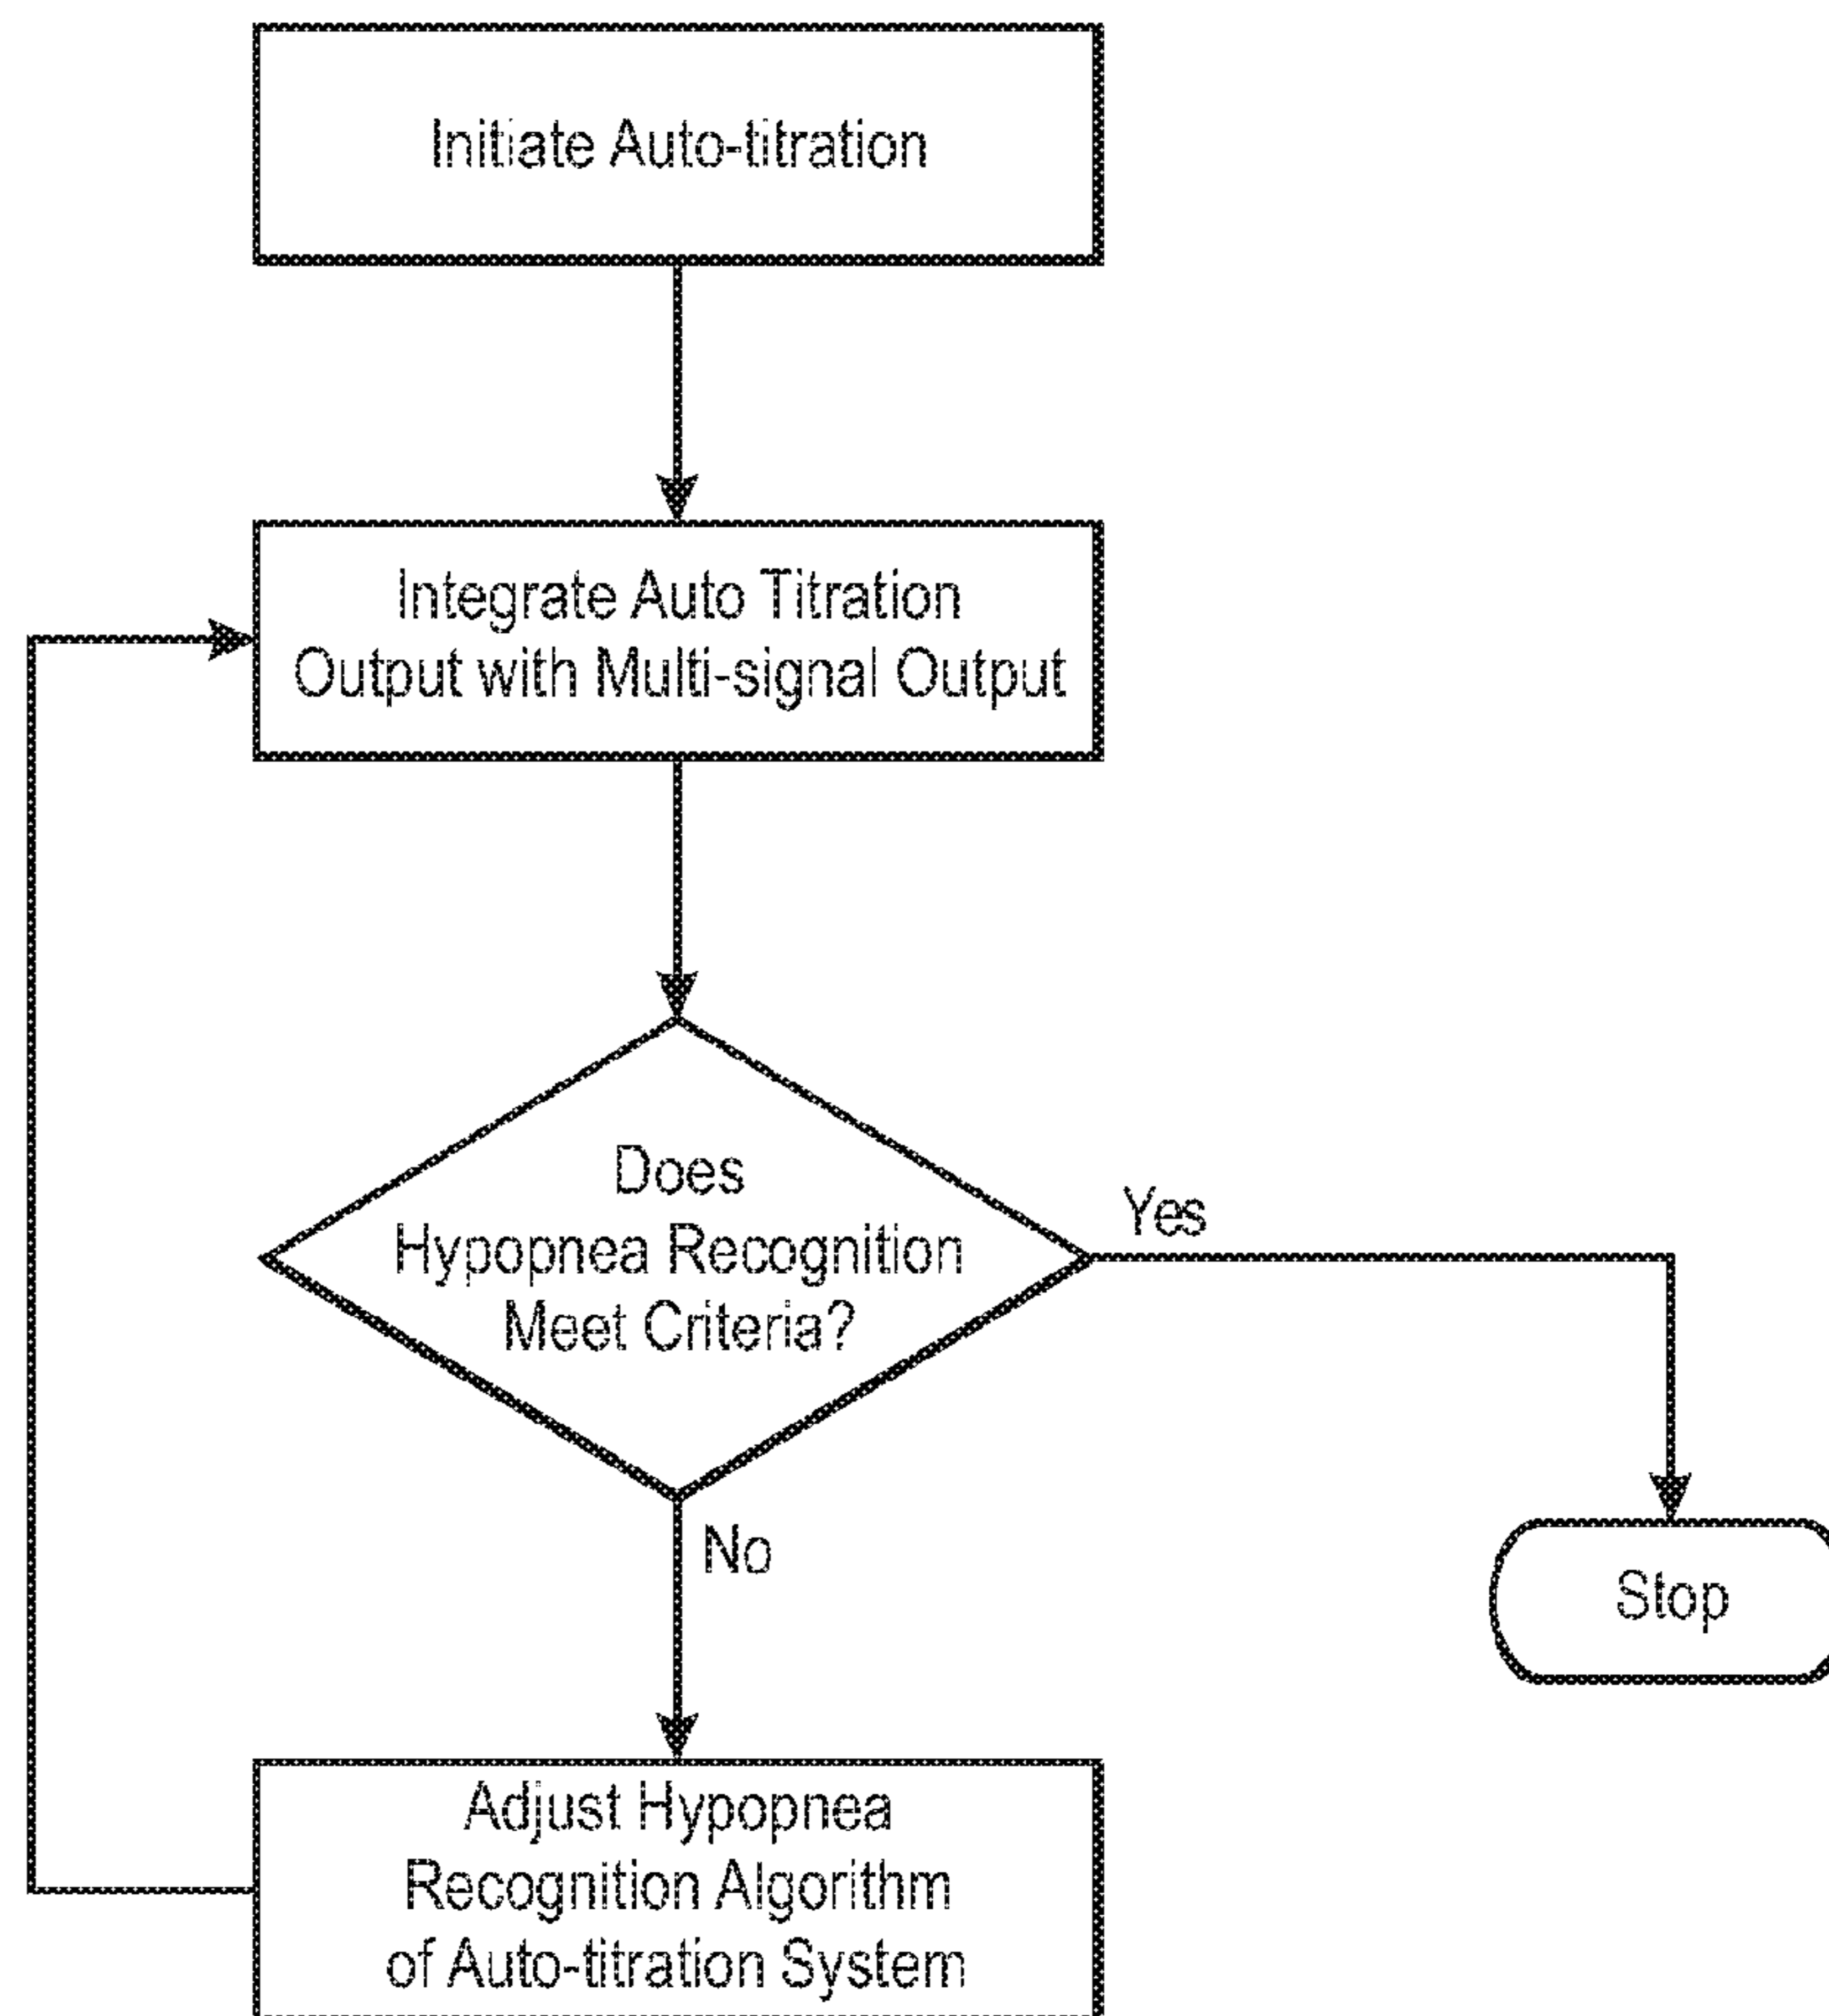 Initiate Auto-titration
Integrate Auto Titration
Output with Multi-signal Output
Does
Hypopnea Recognition
Meet Criteria?
Yes
No
Stop
Adjust Hypopnea
Recognition Algorithm
of Auto-titration System